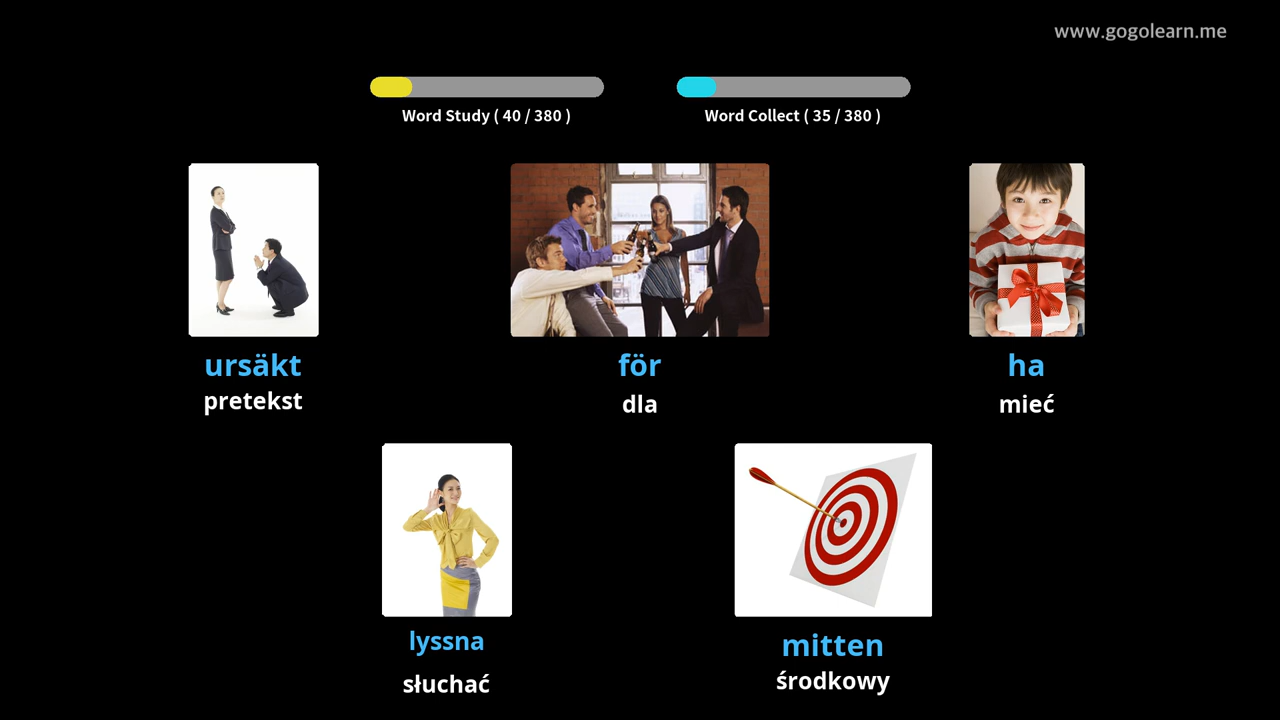 www.gogolearn.me
Word Study ( 40 / 380 )
Word Collect ( 35 / 380 )
ursäkt
pretekst
för
dla
ha
mieć
lyssna
słuchać
mitten
środkowy